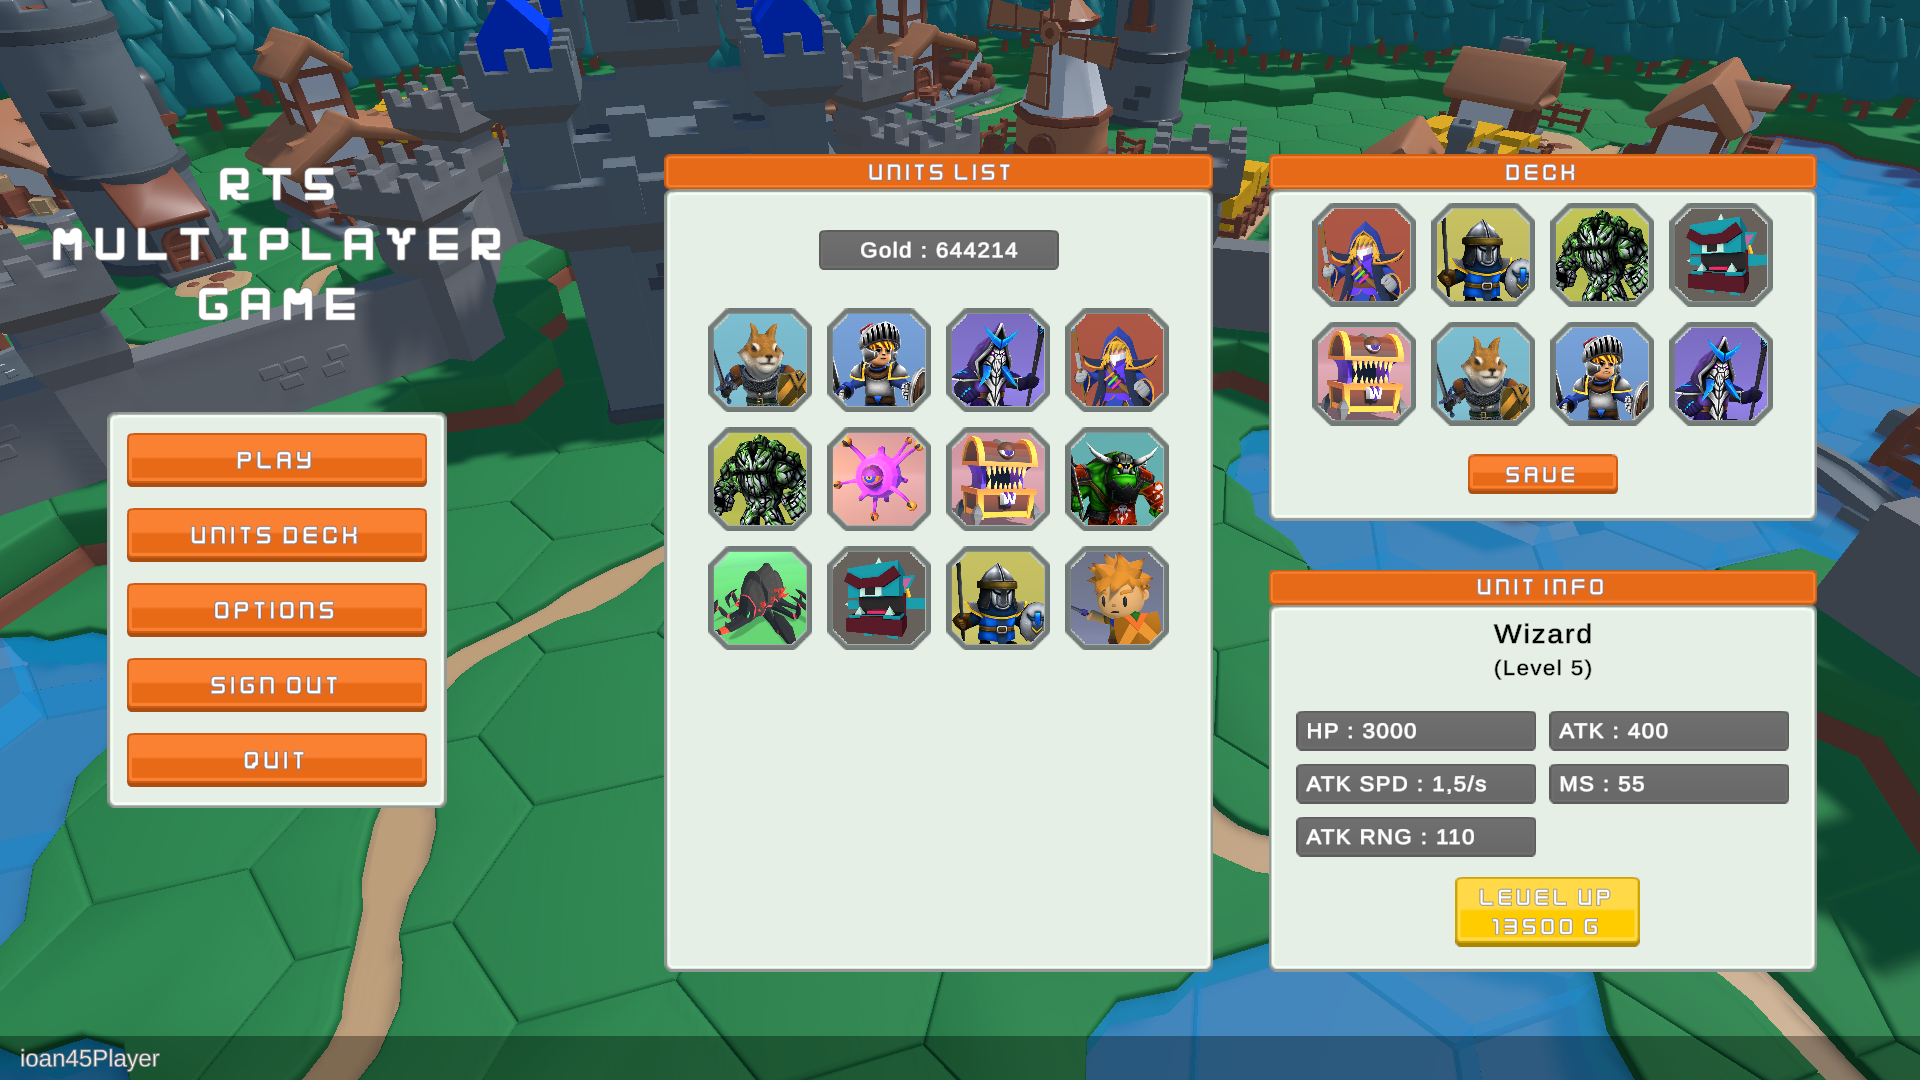 RTS
MULTIPLAYER
GAME
PLAY
UNITS DECK
OPTIONS
SIGN OUT
QUIT
UNITS LIST
Gold : 644214
DECK
SAVE
UNIT INFO
Wizard
(Level 5)
HP : 3000
ATK : 400
ATK SPD : 1,5/s
MS : 55
ATK RNG : 110
LEVEL UP
13500 G
ioan45Player